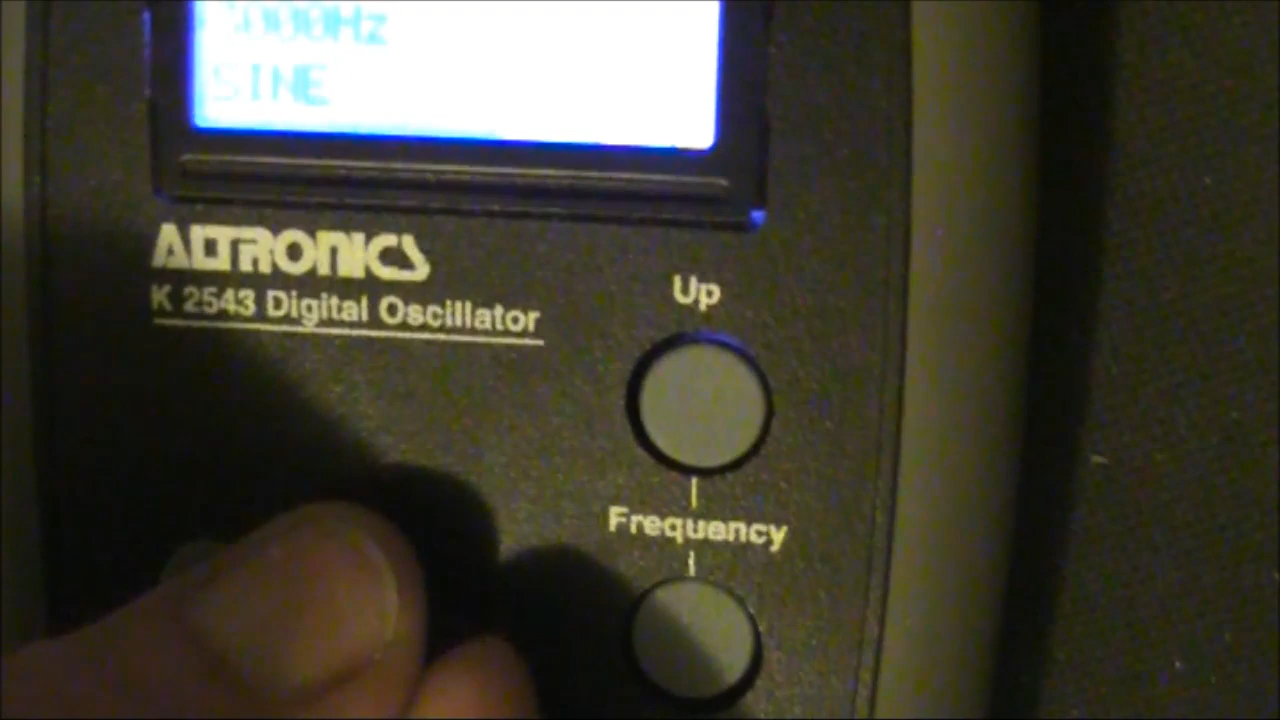 SINE
ALTRONICS
K 2543 Digital Oscillator
Up
Frequency